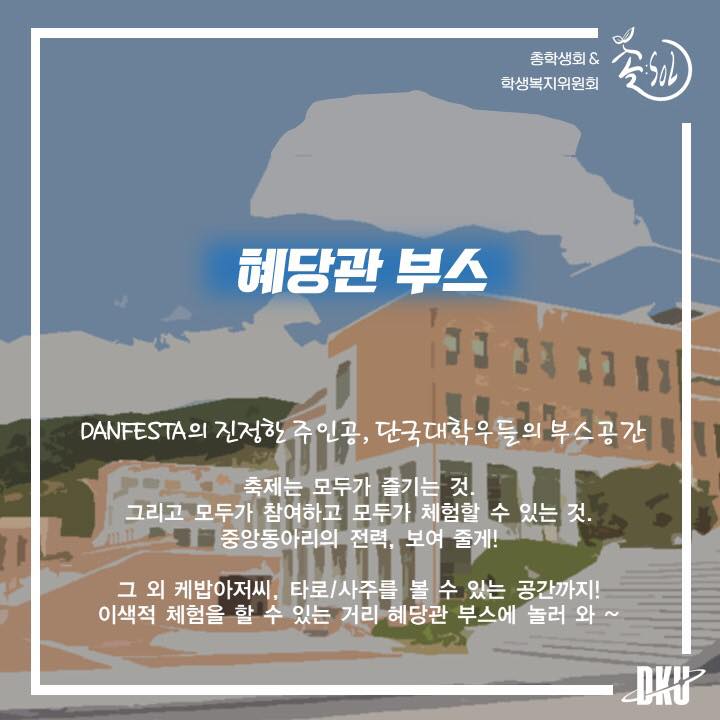 총학생회 &
학생복지위원회
솔:SOL
혜당관 부스
DANFESTA의 진정한 주인공, 단국대학우들의 부스공간
축제는 모두가 즐기는 것.
그리고 모두가 참여하고 모두가 체험할 수 있는 것.
중앙동아리의 전력, 보여 줄게!
그 외 케밥아저씨, 타로/사주를 볼 수 있는 공간까지!
이색적 체험을 할 수 있는 거리 혜당관 부스에 놀러 와 ~
DKU